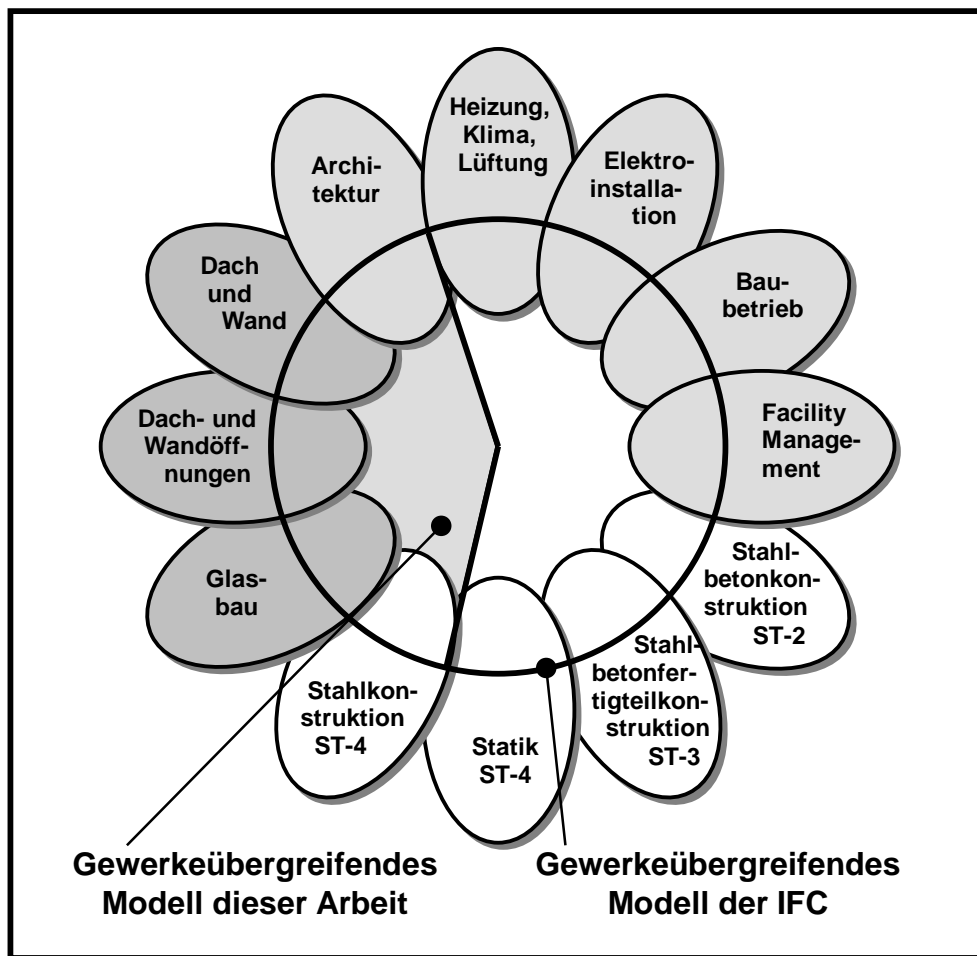 Heizung,
Klima,
Lüftung
Archi-
tektur
Elektro-
installa-
tion
Dach
und
Wand
Bau-
betrieb
Dach- und
Wandöff-
nungen
Facility
Manage-
ment
Glas-
bau
Stahl-
betonkon-
struktion
ST-2
Stahl-
betonfer-
tigteilkon-
struktion
ST-3
Stahlkon-
struktion
ST-4
Statik
ST-4
Gewerkeübergreifendes
Modell dieser Arbeit
Gewerkeübergreifendes
Modell der IFC